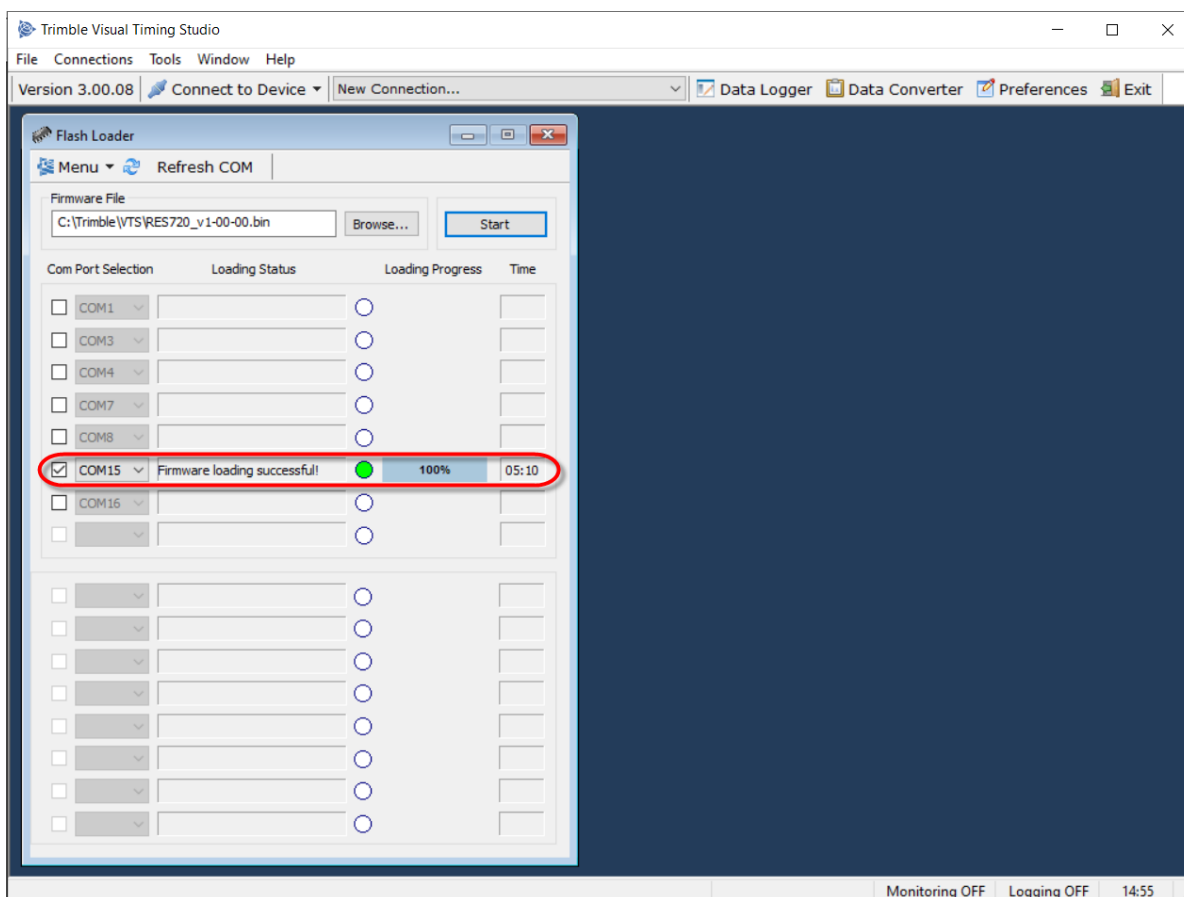 Trimble Visual Timing Studio
File Connections Tools Window Help
Version 3.00.08 Connect to Device New Connection... Data Logger Data Converter Preferences Exit
Flash Loader
Menu Refresh COM
Firmware File
C:\Trimble\VTS\RES720_v1-00-00.bin Browse... Start
Com Port Selection Loading Status Loading Progress Time
COM1
COM3
COM4
COM7
COM8
COM15 Firmware loading successful! 100% 05:10
COM16
Monitoring OFF Logging OFF 14:55